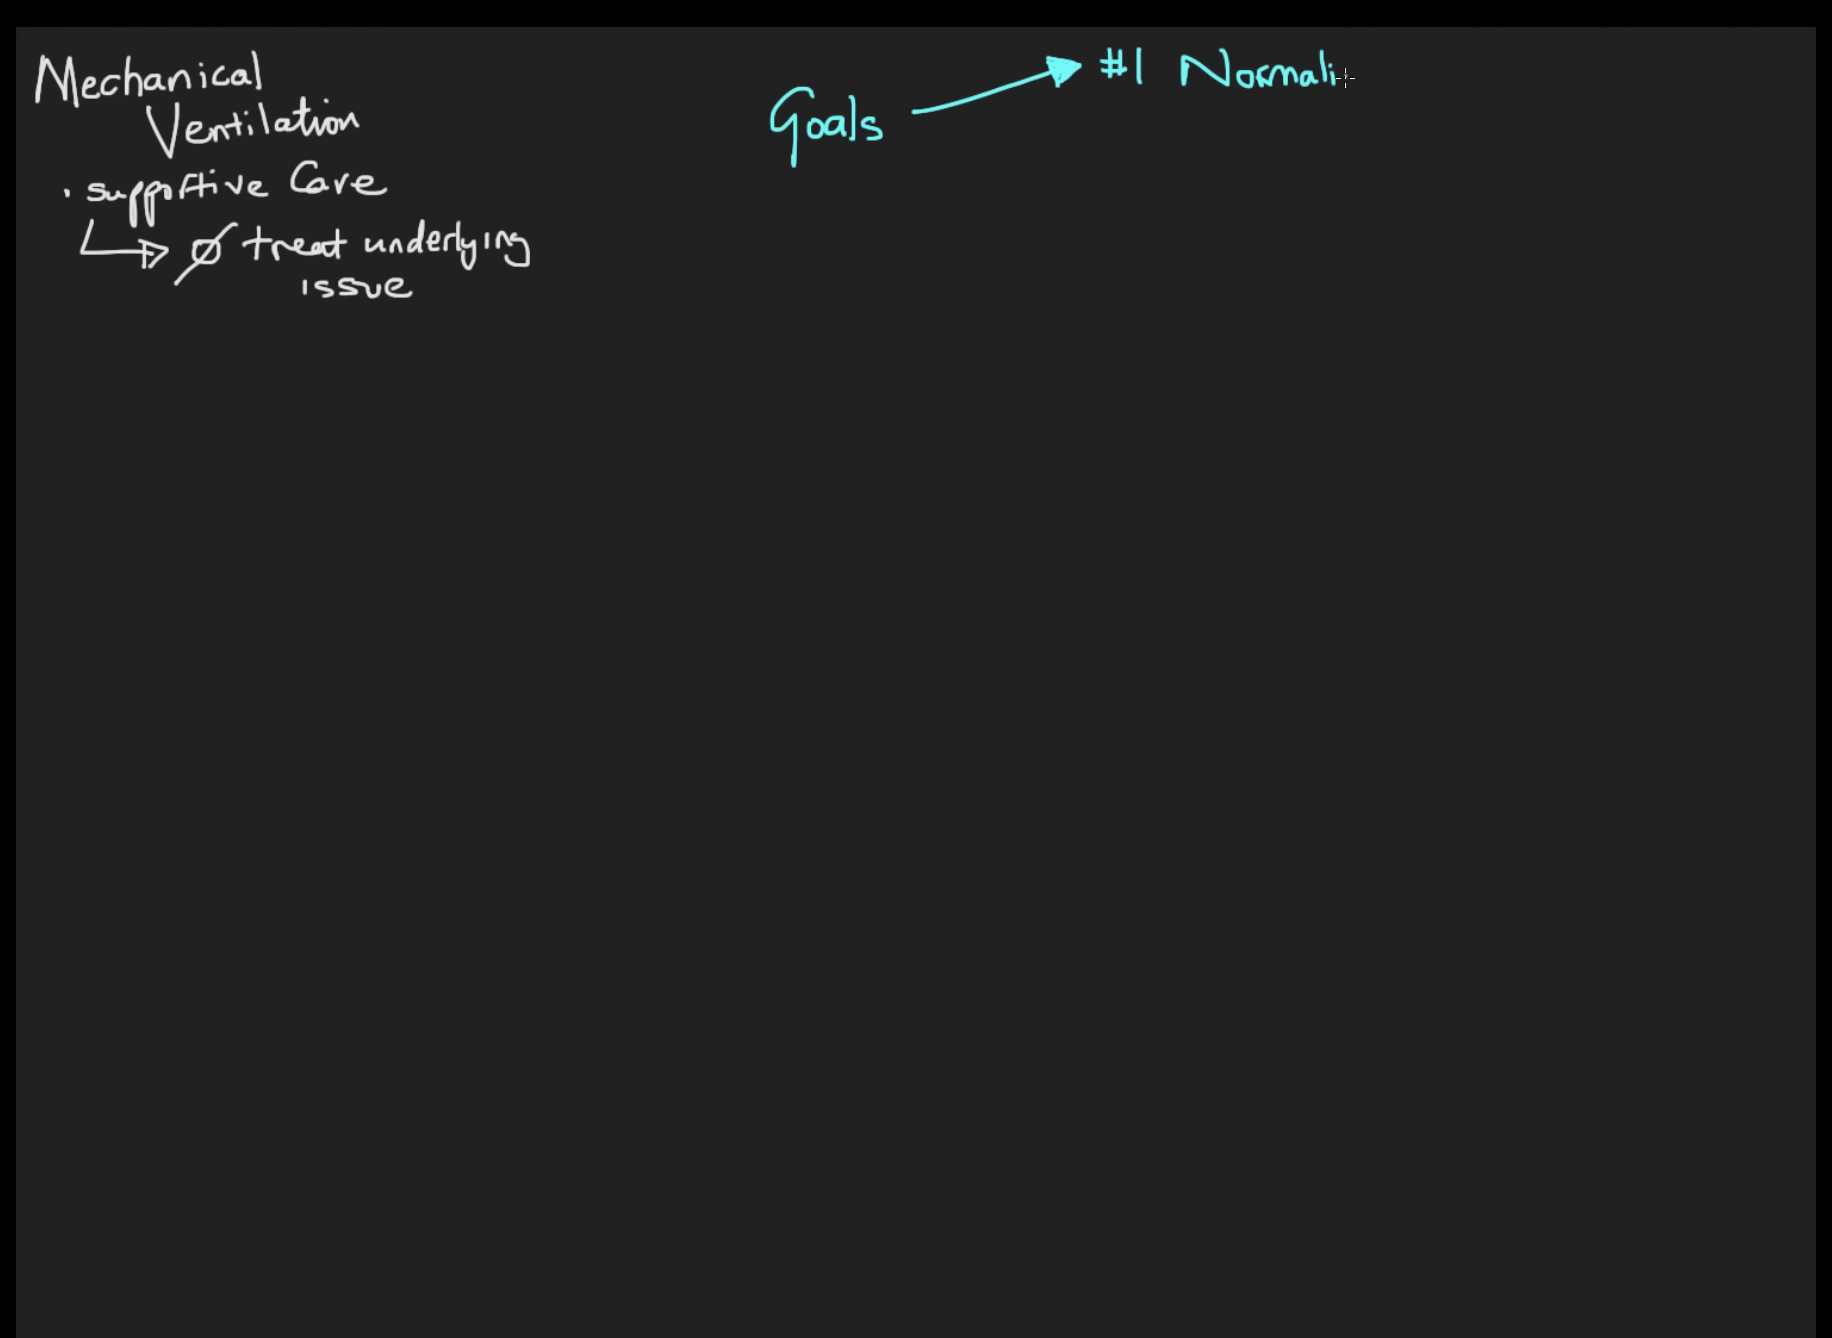 Mechanical
Ventilation
· supportive Care
∅ treat underlying
issue
Goals
#1 Normali